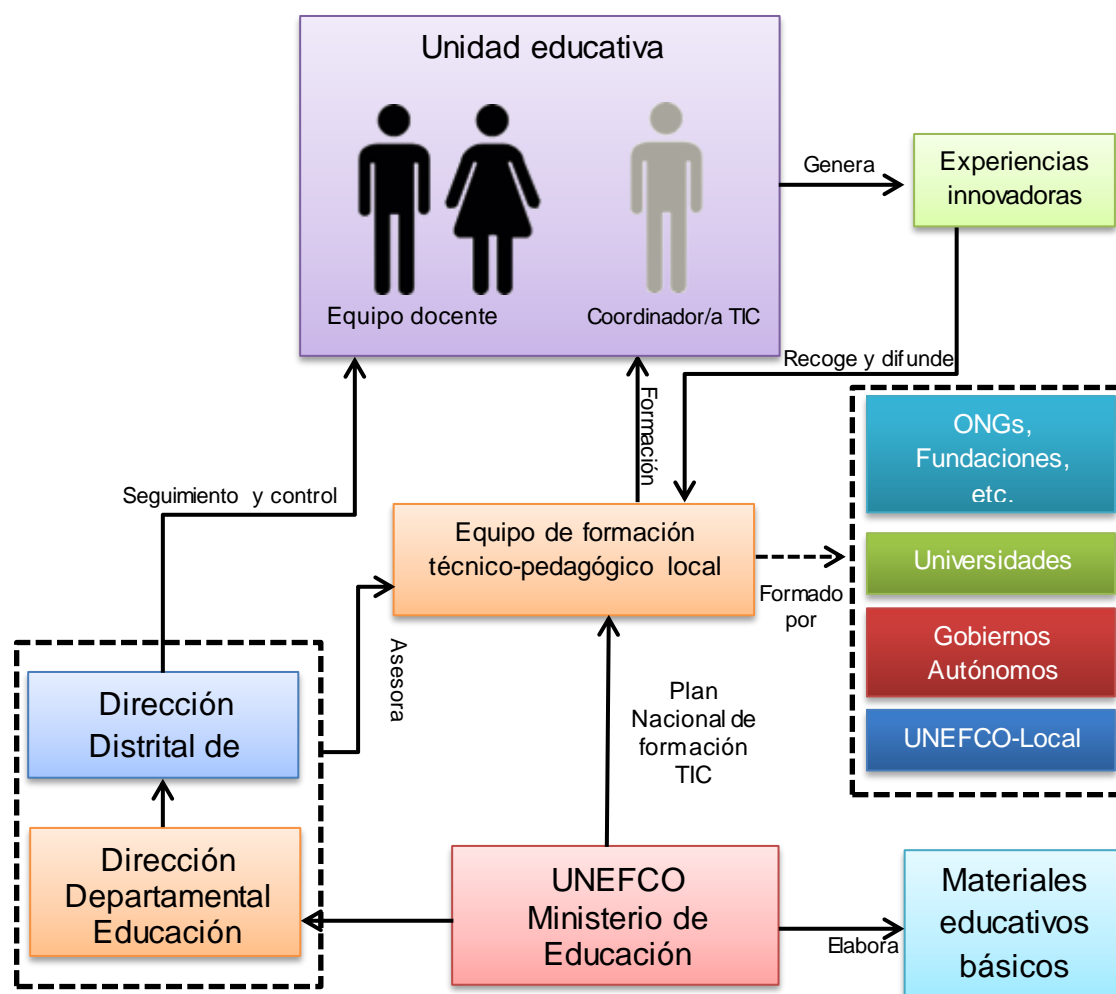 Unidad educativa
Equipo docente
Coordinador/a TIC
Genera
Experiencias
innovadoras
Recoge y difunde
Formación
Seguimiento y control
ONGs,
Fundaciones,
etc.
Equipo de formación
técnico-pedagógico local
Universidades
Formado
por
Gobiernos
Autónomos
Asesora
Dirección
Distrital de
Plan
Nacional de
formación
TIC
UNEFCO-Local
Dirección
Departamental
Educación
UNEFCO
Ministerio de
Educación
Elabora
Materiales
educativos
básicos